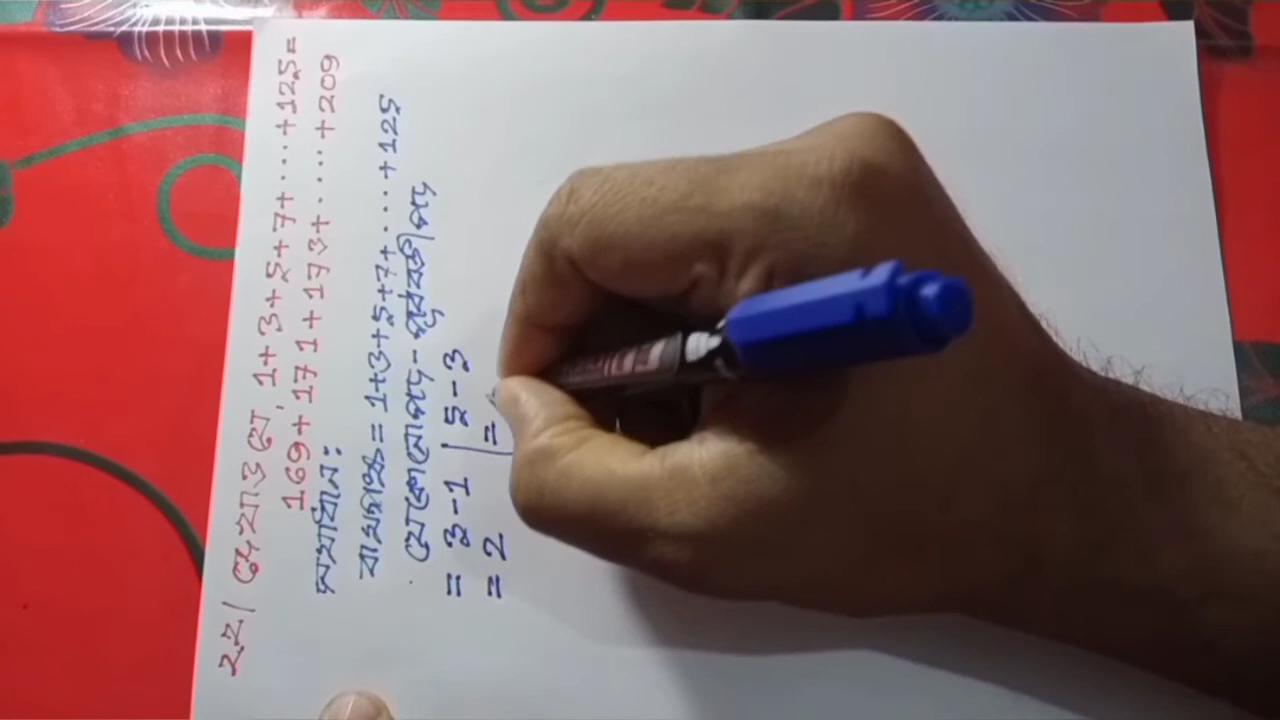 ২২। দেখাও যে, 1+3+5+7+...+125=
169+171+173+....+209
সমাধান:
বামপক্ষ = 1+3+5+7+....+125
যেকোনো পদ - পূর্ববর্তী পদ
= 3-1 | 5-3
= 2 | =